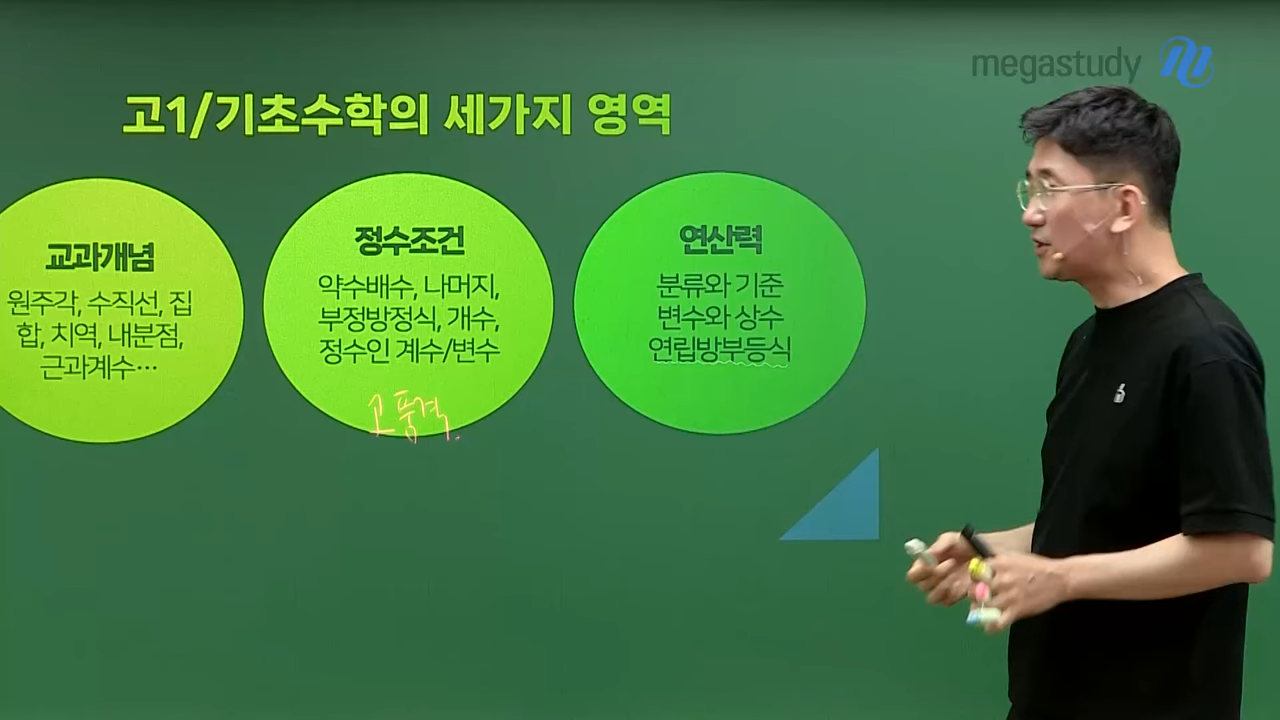 megastudy
고1/기초수학의 세가지 영역
교과개념
원주각, 수직선, 집
합, 치역, 내분점,
근과계수…
정수조건
약수배수, 나머지,
부정방정식, 개수,
정수인 계수/변수
고풍격
연산력
분류와 기준
변수와 상수
연립방부등식